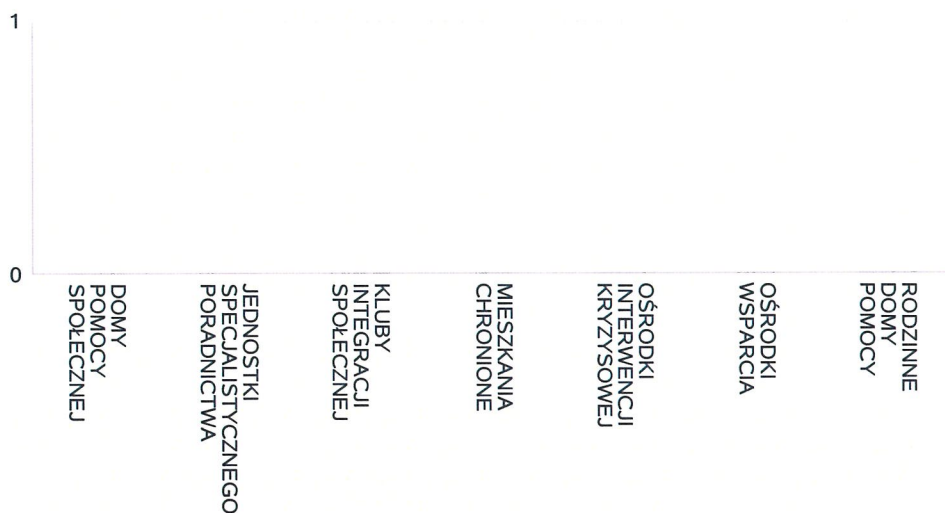 1
0
DOMY
POMOCY
SPOŁECZNEJ
JEDNOSTKI
SPECJALISTYCZNEGO
PORADNICTWA
KLUBY
INTEGRACJI
SPOŁECZNEJ
MIESZKANIA
CHRONIONE
OŚRODKI
INTERWENCJI
KRYZYSOWEJ
OŚRODKI
WSPARCIA
RODZINNE
DOMY
POMOCY